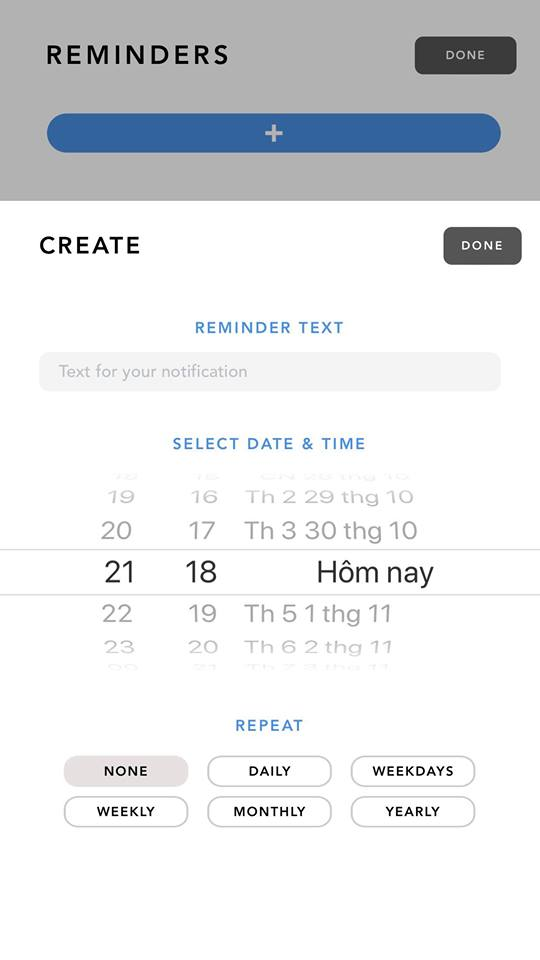 REMINDERS
DONE
+
CREATE
DONE
REMINDER TEXT
Text for your notification
SELECT DATE & TIME
19 16 Th 2 29 thg 10
20 17 Th 3 30 thg 10
21 18 Hôm nay
22 19 Th 5 1 thg 11
23 20 Th 6 2 thg 11
REPEAT
NONE DAILY WEEKDAYS
WEEKLY MONTHLY YEARLY